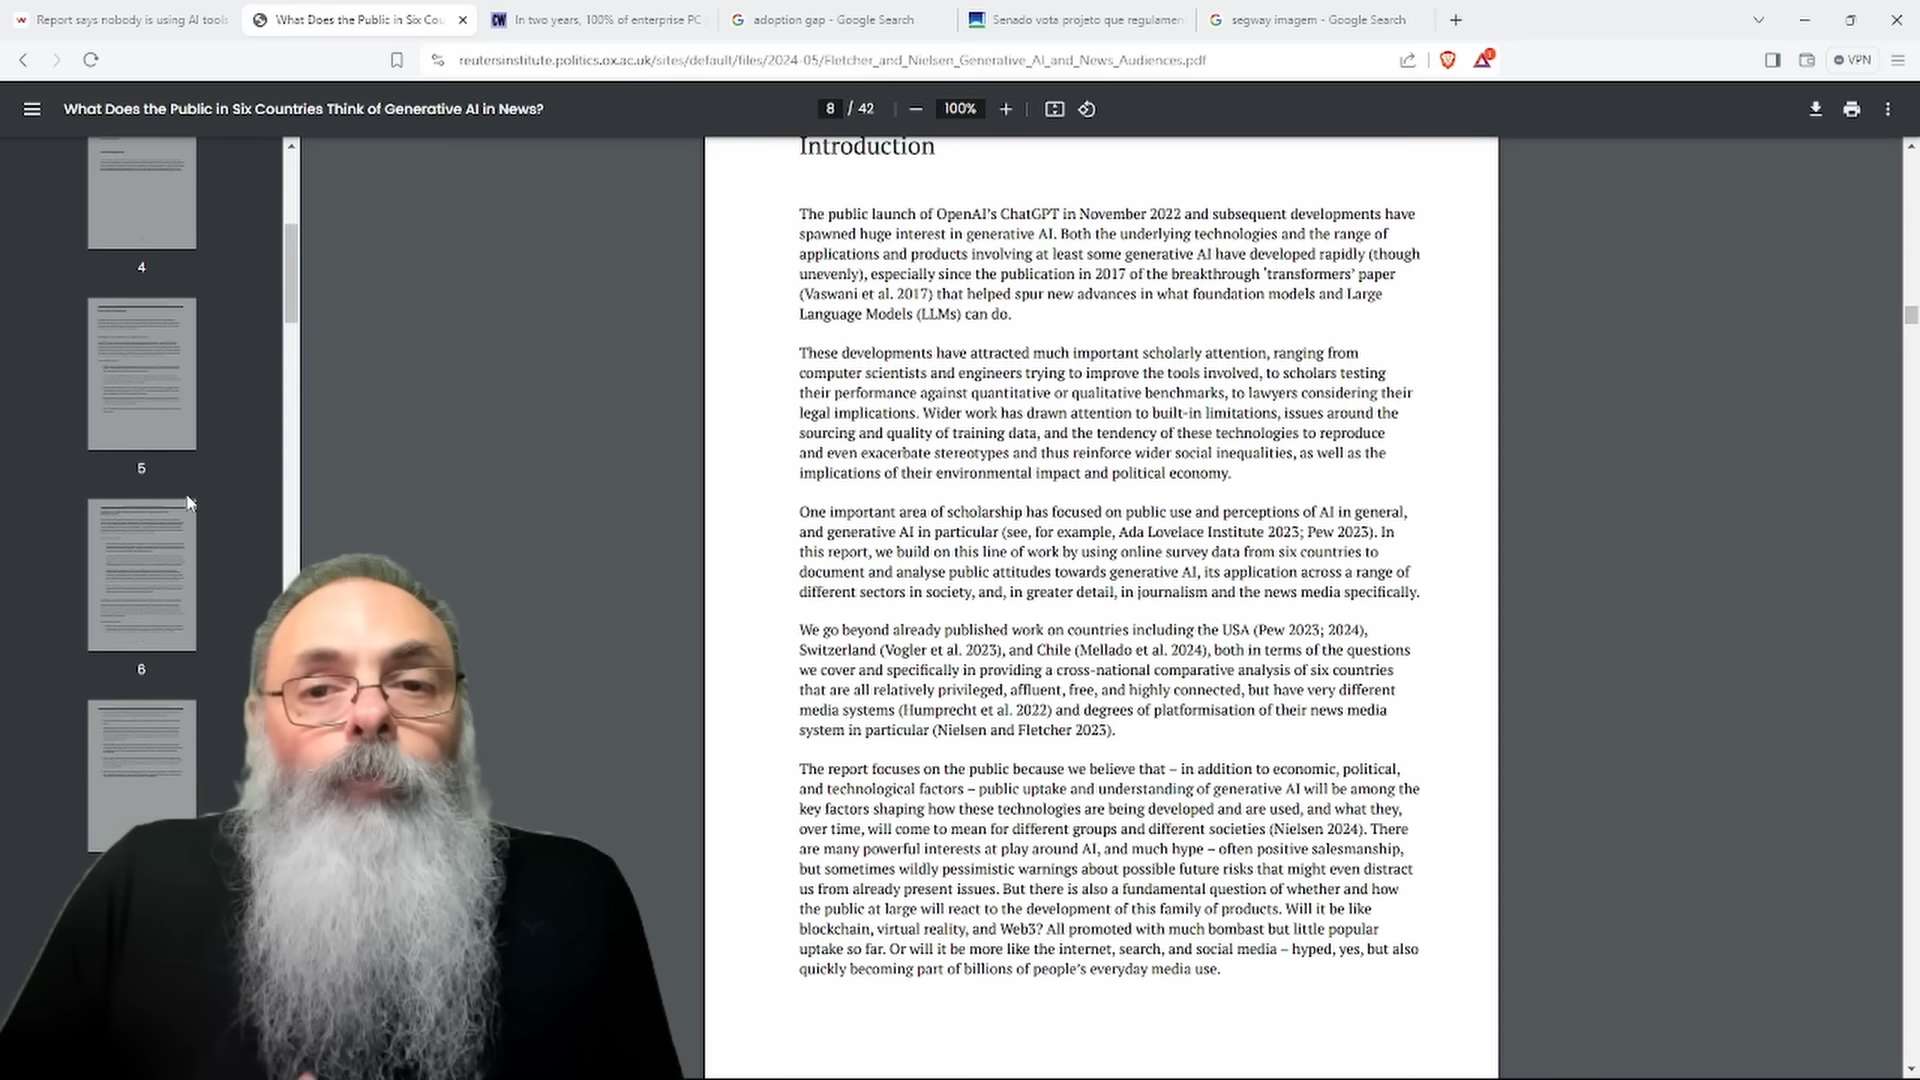 Report says nobody is using AI tools
What Does the Public in Six Cou
CW
In two years, 100% of enterprise PC
adoption gap - Google Search
Senado vota projeto que regulamen
segway imagem - Google Search
reutersinstitute.politics.ox.ac.uk/sites/default/files/2024-05/Fletcher_and_Nielsen_Generative_AI_and_News_Audiences.pdf
1
VPN
What Does the Public in Six Countries Think of Generative AI in News?
8 / 42
100%
4
5
6
Introduction
The public launch of OpenAI’s ChatGPT in November 2022 and subsequent developments have
spawned huge interest in generative AI. Both the underlying technologies and the range of
applications and products involving at least some generative AI have developed rapidly (though
unevenly), especially since the publication in 2017 of the breakthrough ‘transformers’ paper
(Vaswani et al. 2017) that helped spur new advances in what foundation models and Large
Language Models (LLMs) can do.
These developments have attracted much important scholarly attention, ranging from
computer scientists and engineers trying to improve the tools involved, to scholars testing
their performance against quantitative or qualitative benchmarks, to lawyers considering their
legal implications. Wider work has drawn attention to built-in limitations, issues around the
sourcing and quality of training data, and the tendency of these technologies to reproduce
and even exacerbate stereotypes and thus reinforce wider social inequalities, as well as the
implications of their environmental impact and political economy.
One important area of scholarship has focused on public use and perceptions of AI in general,
and generative AI in particular (see, for example, Ada Lovelace Institute 2023; Pew 2023). In
this report, we build on this line of work by using online survey data from six countries to
document and analyse public attitudes towards generative AI, its application across a range of
different sectors in society, and, in greater detail, in journalism and the news media specifically.
We go beyond already published work on countries including the USA (Pew 2023; 2024),
Switzerland (Vogler et al. 2023), and Chile (Mellado et al. 2024), both in terms of the questions
we cover and specifically in providing a cross-national comparative analysis of six countries
that are all relatively privileged, affluent, free, and highly connected, but have very different
media systems (Humprecht et al. 2022) and degrees of platformisation of their news media
system in particular (Nielsen and Fletcher 2023).
The report focuses on the public because we believe that – in addition to economic, political,
and technological factors – public uptake and understanding of generative AI will be among the
key factors shaping how these technologies are being developed and are used, and what they,
over time, will come to mean for different groups and different societies (Nielsen 2024). There
are many powerful interests at play around AI, and much hype – often positive salesmanship,
but sometimes wildly pessimistic warnings about possible future risks that might even distract
us from already present issues. But there is also a fundamental question of whether and how
the public at large will react to the development of this family of products. Will it be like
blockchain, virtual reality, and Web3? All promoted with much bombast but little popular
uptake so far. Or will it be more like the internet, search, and social media – hyped, yes, but also
quickly becoming part of billions of people’s everyday media use.